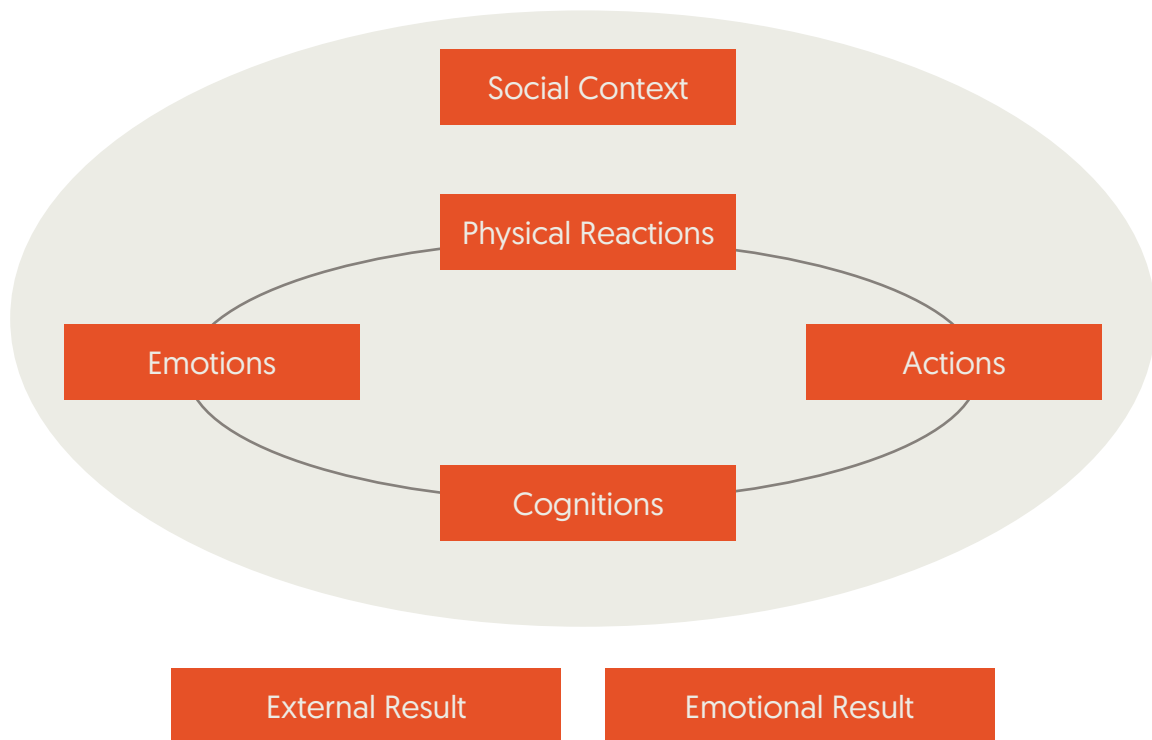 Social Context
Physical Reactions
Emotions
Actions
Cognitions
External Result
Emotional Result